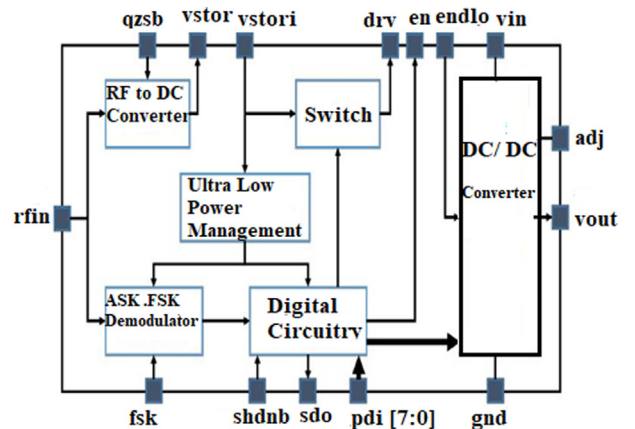 qzsb vstor vstori drv en endlo vin
RF to DC
Converter
Switch
DC/ DC
Converter
adj
rfin
Ultra Low
Power
Management
vout
ASK .FSK
Demodulator
Digital
Circuitry
fsk shdnb sdo pdi [7:0] gnd